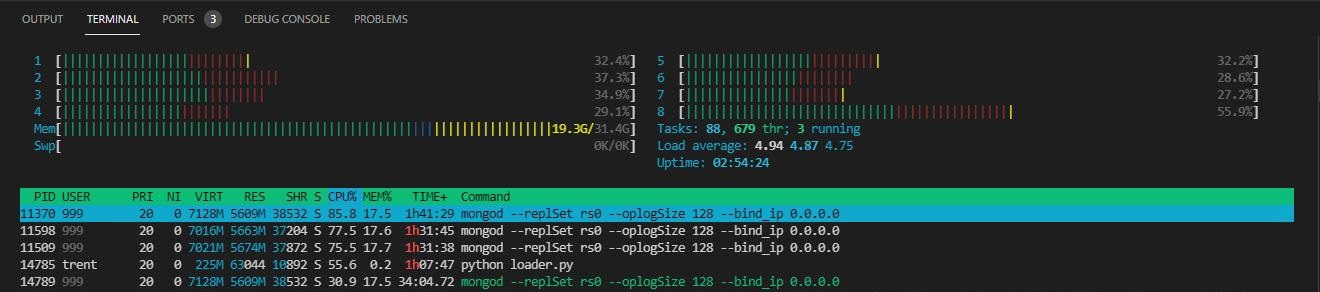 OUTPUT TERMINAL PORTS 3 DEBUG CONSOLE PROBLEMS
1 [||||||||||||||||||||||||||| 32.4%] 5 [|||||||||||||||||||||||||||| 32.2%]
2 [||||||||||||||||||||||||||||||| 37.3%] 6 [|||||||||||||||||||||||| 28.6%]
3 [||||||||||||||||||||||||||||| 34.9%] 7 [||||||||||||||||||||||| 27.2%]
4 [|||||||||||||||||||||||| 29.1%] 8 [||||||||||||||||||||||||||||||||||||||||||||||| 55.9%]
Mem[||||||||||||||||||||||||||||||||||||||||||||||||||||||||||||||||||||||19.3G/31.4G] Tasks: 88, 679 thr; 3 running
Swp[ 0K/0K] Load average: 4.94 4.87 4.75
Uptime: 02:54:24
PID USER PRI NI VIRT RES SHR S CPU% MEM% TIME+ Command
11370 999 20 0 7128M 5609M 38532 S 85.8 17.5 1h41:29 mongod --replSet rs0 --oplogSize 128 --bind_ip 0.0.0.0
11598 999 20 0 7016M 5663M 37204 S 77.5 17.6 1h31:45 mongod --replSet rs0 --oplogSize 128 --bind_ip 0.0.0.0
11509 999 20 0 7021M 5674M 37872 S 75.5 17.7 1h31:38 mongod --replSet rs0 --oplogSize 128 --bind_ip 0.0.0.0
14785 trent 20 0 225M 63044 10892 S 55.6 0.2 1h07:47 python loader.py
14789 999 20 0 7128M 5609M 38532 S 30.9 17.5 34:04.72 mongod --replSet rs0 --oplogSize 128 --bind_ip 0.0.0.0